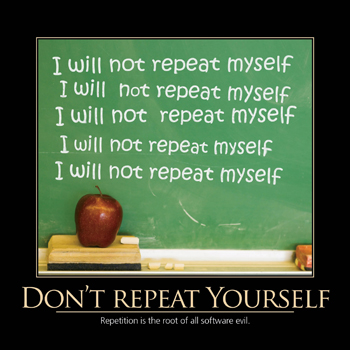 I will not repeat myself
I will not repeat myself
I will not repeat myself
I will not repeat myself
I will not repeat myself
DON'T REPEAT YOURSELF
Repetition is the root of all software evil.